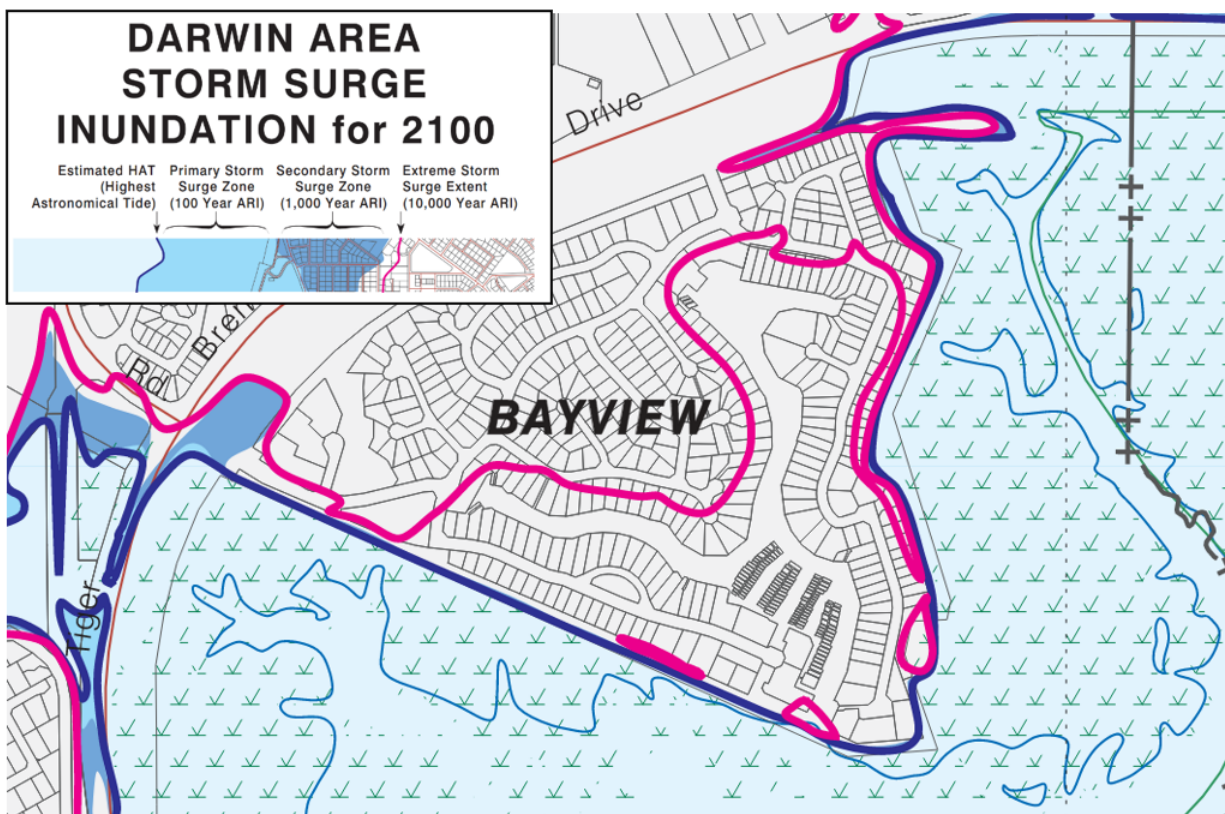 DARWIN AREA
STORM SURGE
INUNDATION for 2100
Estimated HAT
(Highest
Astronomical Tide)
Primary Storm
Surge Zone
(100 Year ARI)
Secondary Storm
Surge Zone
(1,000 Year ARI)
Extreme Storm
Surge Extent
(10,000 Year ARI)
Drive
Rd
BAYVIEW
Tiger